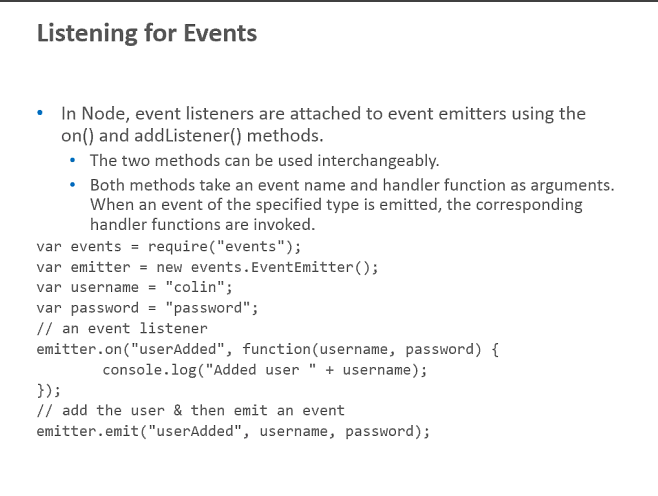 Listening for Events
• In Node, event listeners are attached to event emitters using the
on() and addListener() methods.
• The two methods can be used interchangeably.
• Both methods take an event name and handler function as arguments.
When an event of the specified type is emitted, the corresponding
handler functions are invoked.
var events = require("events");
var emitter = new events.EventEmitter();
var username = "colin";
var password = "password";
// an event listener
emitter.on("userAdded", function(username, password) {
console.log("Added user " + username);
});
// add the user & then emit an event
emitter.emit("userAdded", username, password);